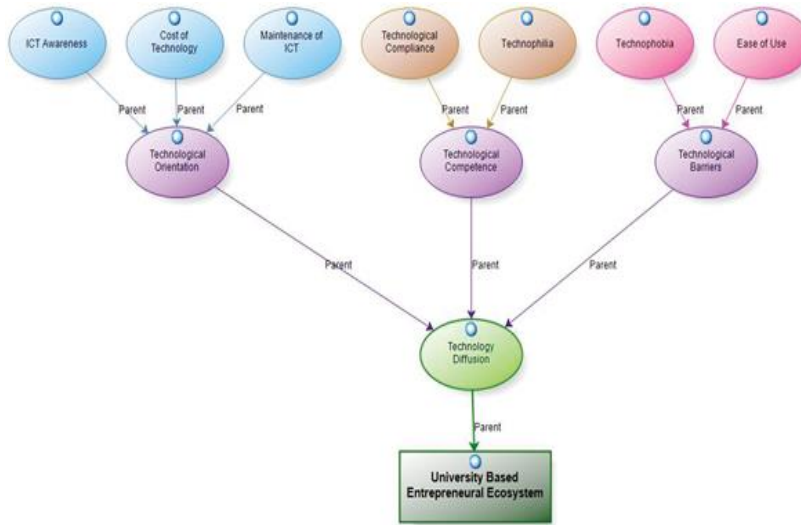 ICT Awareness
Cost of
Technology
Maintenance of
ICT
Technological
Compliance
Technophilia
Technophobia
Ease of Use
Parent
Parent
Parent
Parent
Parent
Parent
Parent
Technological
Orientation
Technological
Competence
Technological
Barriers
Parent
Parent
Parent
Technology
Diffusion
Parent
University Based
Entrepreneural Ecosystem